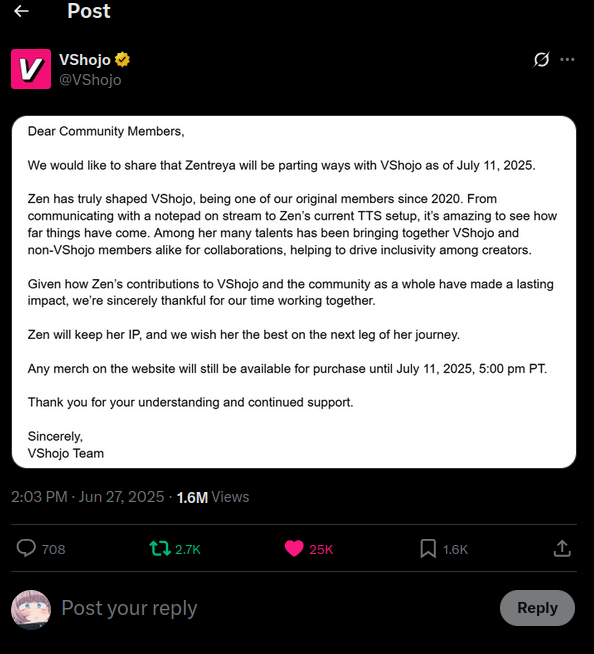 Post
VShojo
@VShojo
Dear Community Members,
We would like to share that Zentreya will be parting ways with VShojo as of July 11, 2025.
Zen has truly shaped VShojo, being one of our original members since 2020. From
communicating with a notepad on stream to Zen's current TTS setup, it's amazing to see how
far things have come. Among her many talents has been bringing together VShojo and
non-VShojo members alike for collaborations, helping to drive inclusivity among creators.
Given how Zen's contributions to VShojo and the community as a whole have made a lasting
impact, we're sincerely thankful for our time working together.
Zen will keep her IP, and we wish her the best on the next leg of her journey.
Any merch on the website will still be available for purchase until July 11, 2025, 5:00 pm PT.
Thank you for your understanding and continued support.
Sincerely,
VShojo Team
2:03 PM · Jun 27, 2025 · 1.6M Views
708 2.7K 25K 1.6K
Post your reply Reply